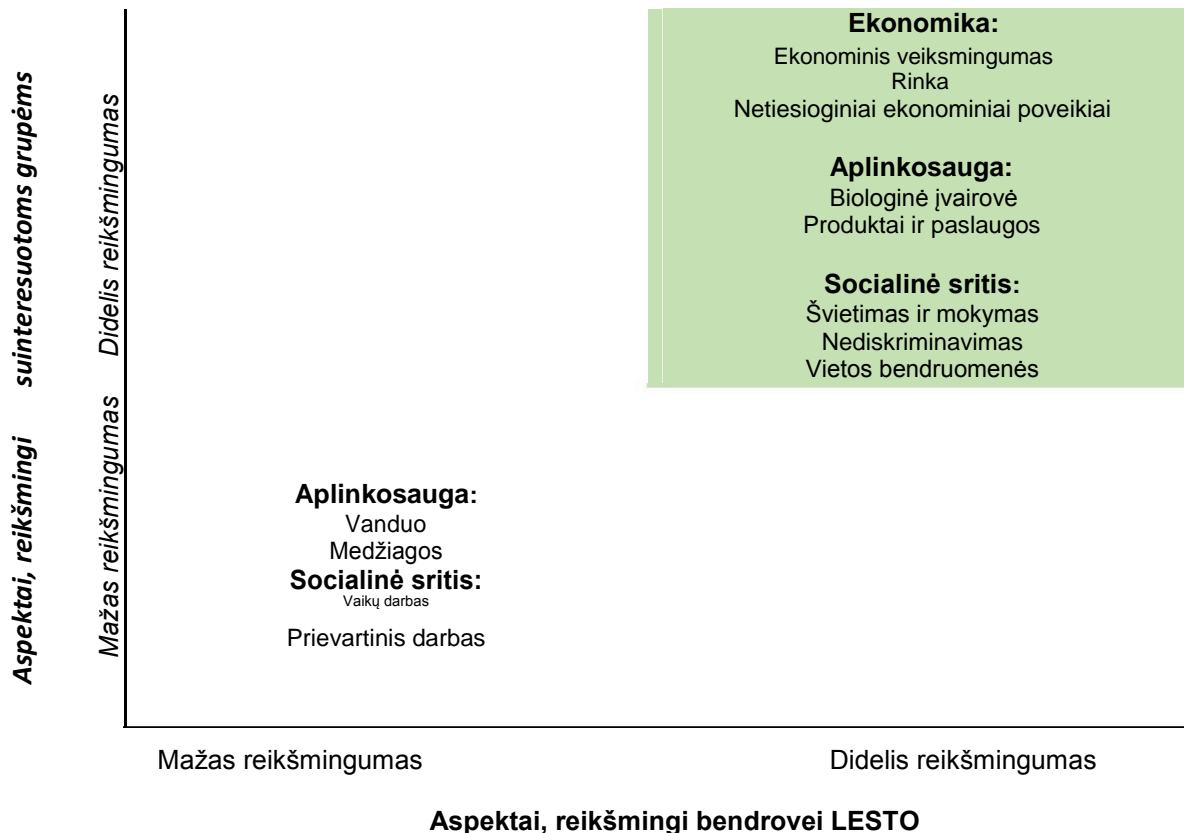 Ekonomika:
Ekonominis veiksmingumas
Rinka
Netiesioginiai ekonominiai poveikiai
Aplinkosauga:
Biologinė įvairovė
Produktai ir paslaugos
Socialinė sritis:
Švietimas ir mokymas
Nediskriminavimas
Vietos bendruomenės
Aspektai, reikšmingi suinteresuotoms grupėms
Didelis reikšmingumas
Mažas reikšmingumas
Aplinkosauga:
Vanduo
Medžiagos
Socialinė sritis:
Vaikų darbas
Prievartinis darbas
Mažas reikšmingumas
Didelis reikšmingumas
Aspektai, reikšmingi bendrovei LESTO